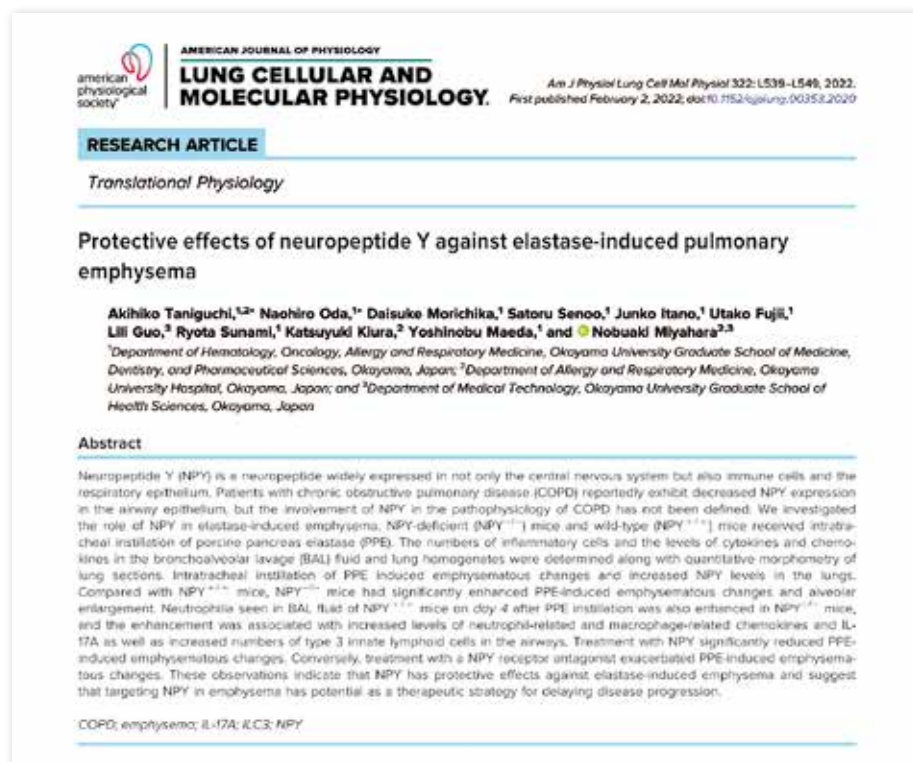 american
physiological
society®
AMERICAN JOURNAL OF PHYSIOLOGY
LUNG CELLULAR AND
MOLECULAR PHYSIOLOGY.
Am J Physiol Lung Cell Mol Physiol 322: L539–L549, 2022.
First published February 2, 2022; doi:10.1152/ajplung.00353.2020
RESEARCH ARTICLE
Translational Physiology
Protective effects of neuropeptide Y against elastase-induced pulmonary
emphysema
Akihiko Taniguchi,¹,²* Naohiro Oda,¹* Daisuke Morichika,¹ Satoru Senoo,¹ Junko Itano,¹ Utako Fujii,¹
Lili Guo,³ Ryota Sunami,¹ Katsuyuki Kiura,² Yoshinobu Maeda,¹ and Nobuaki Miyahara²,³
¹Department of Hematology, Oncology, Allergy and Respiratory Medicine, Okayama University Graduate School of Medicine,
Dentistry, and Pharmaceutical Sciences, Okayama, Japan; ²Department of Allergy and Respiratory Medicine, Okayama
University Hospital, Okayama, Japan; and ³Department of Medical Technology, Okayama University Graduate School of
Health Sciences, Okayama, Japan
Abstract
Neuropeptide Y (NPY) is a neuropeptide widely expressed in not only the central nervous system but also immune cells and the
respiratory epithelium. Patients with chronic obstructive pulmonary disease (COPD) reportedly exhibit decreased NPY expression
in the airway epithelium, but the involvement of NPY in the pathophysiology of COPD has not been defined. We investigated
the role of NPY in elastase-induced emphysema. NPY-deficient (NPY⁻/⁻) mice and wild-type (NPY⁺/⁺) mice received intratra-
cheal instillation of porcine pancreas elastase (PPE). The numbers of inflammatory cells and the levels of cytokines and chemo-
kines in the bronchoalveolar lavage (BAL) fluid and lung homogenates were determined along with quantitative morphometry of
lung sections. Intratracheal instillation of PPE induced emphysematous changes and increased NPY levels in the lungs.
Compared with NPY⁺/⁺ mice, NPY⁻/⁻ mice had significantly enhanced PPE-induced emphysematous changes and alveolar
enlargement. Neutrophilia seen in BAL fluid of NPY⁺/⁺ mice on day 4 after PPE instillation was also enhanced in NPY⁻/⁻ mice,
and the enhancement was associated with increased levels of neutrophil-related and macrophage-related chemokines and IL-
17A as well as increased numbers of type 3 innate lymphoid cells in the airways. Treatment with NPY significantly reduced PPE-
induced emphysematous changes. Conversely, treatment with a NPY receptor antagonist exacerbated PPE-induced emphysema-
tous changes. These observations indicate that NPY has protective effects against elastase-induced emphysema and suggest
that targeting NPY in emphysema has potential as a therapeutic strategy for delaying disease progression.
COPD; emphysema; IL-17A; ILC3; NPY